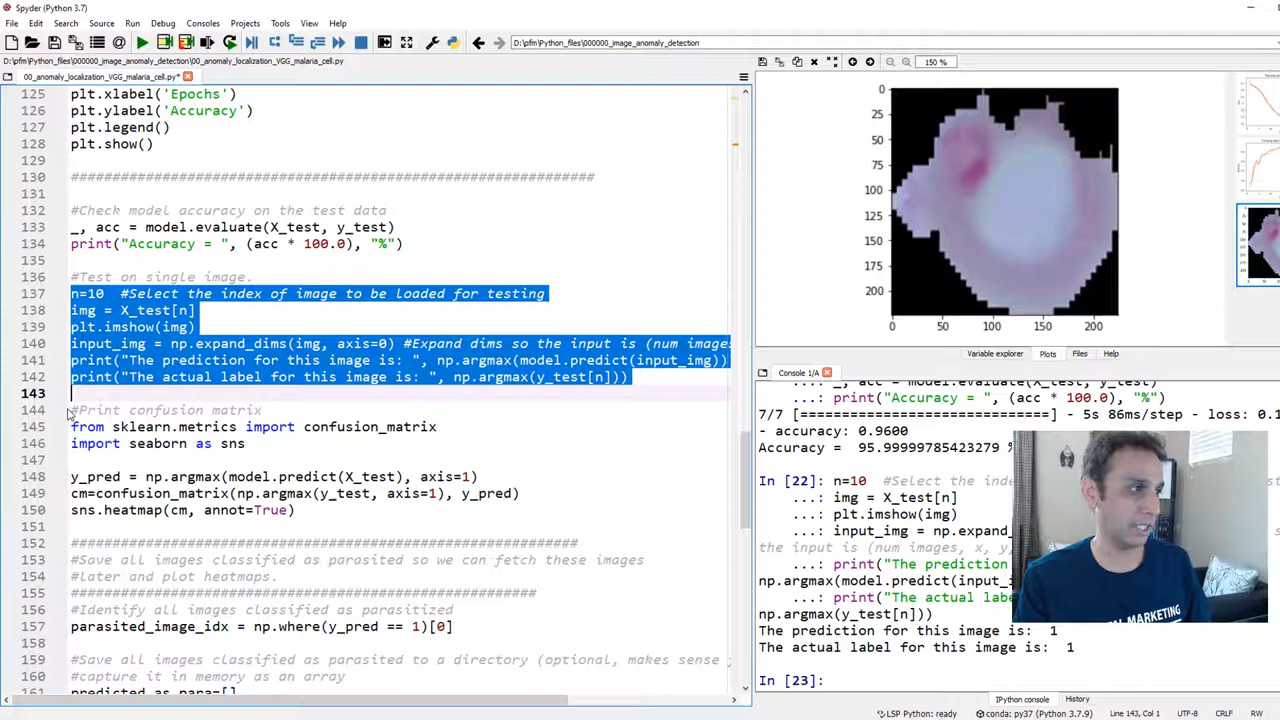 Spyder (Python 3.7)
File Edit Search Source Run Debug Consoles Projects Tools View Help
D:\pfm\Python_files\000000_image_anomaly_detection
D:\pfm\Python_files\000000_image_anomaly_detection\00_anomaly_localization_VGG_malaria_cell.py
00_anomaly_localization_VGG_malaria_cell.py*
125 plt.xlabel('Epochs')
126 plt.ylabel('Accuracy')
127 plt.legend()
128 plt.show()
129
130 ###############################################################
131
132 #Check model accuracy on the test data
133 _, acc = model.evaluate(X_test, y_test)
134 print("Accuracy = ", (acc * 100.0), "%")
135
136 #Test on single image.
137 n=10  #Select the index of image to be loaded for testing
138 img = X_test[n]
139 plt.imshow(img)
140 input_img = np.expand_dims(img, axis=0) #Expand dims so the input is (num images
141 print("The prediction for this image is: ", np.argmax(model.predict(input_img))
142 print("The actual label for this image is: ", np.argmax(y_test[n]))
143
144 #Print confusion matrix
145 from sklearn.metrics import confusion_matrix
146 import seaborn as sns
147
148 y_pred = np.argmax(model.predict(X_test), axis=1)
149 cm=confusion_matrix(np.argmax(y_test, axis=1), y_pred)
150 sns.heatmap(cm, annot=True)
151
152 #############################################################
153 #Save all images classified as parasited so we can fetch these images
154 #later and plot heatmaps.
155 ########################################################
156 #Identify all images classified as parasitized
157 parasited_image_idx = np.where(y_pred == 1)[0]
158
159 #Save all images classified as parasited to a directory (optional, makes sense
160 #capture it in memory as an array
161 predicted_as_para=[]
150 %
0
25
50
75
100
125
150
175
200
0 50 100 150 200
Variable explorer Plots Files Help
Console 1/A
...: _, acc = model.evaluate(X_test, y_test)
...: print("Accuracy = ", (acc * 100.0), "%")
7/7 [==============================] - 5s 86ms/step - loss: 0.1
- accuracy: 0.9600
Accuracy =  95.99999785423279 %
In [22]: n=10  #Select the ind
...: img = X_test[n]
...: plt.imshow(img)
...: input_img = np.expand
the input is (num images, x, y,
...: print("The prediction
np.argmax(model.predict(input_i
...: print("The actual labe
np.argmax(y_test[n]))
The prediction for this image is:  1
The actual label for this image is:  1
In [23]:
MARKETING
IPython console History
LSP Python: ready conda: py37 (Python 3.7.9) Line 143, Col 1 UTF-8 CRLF RW